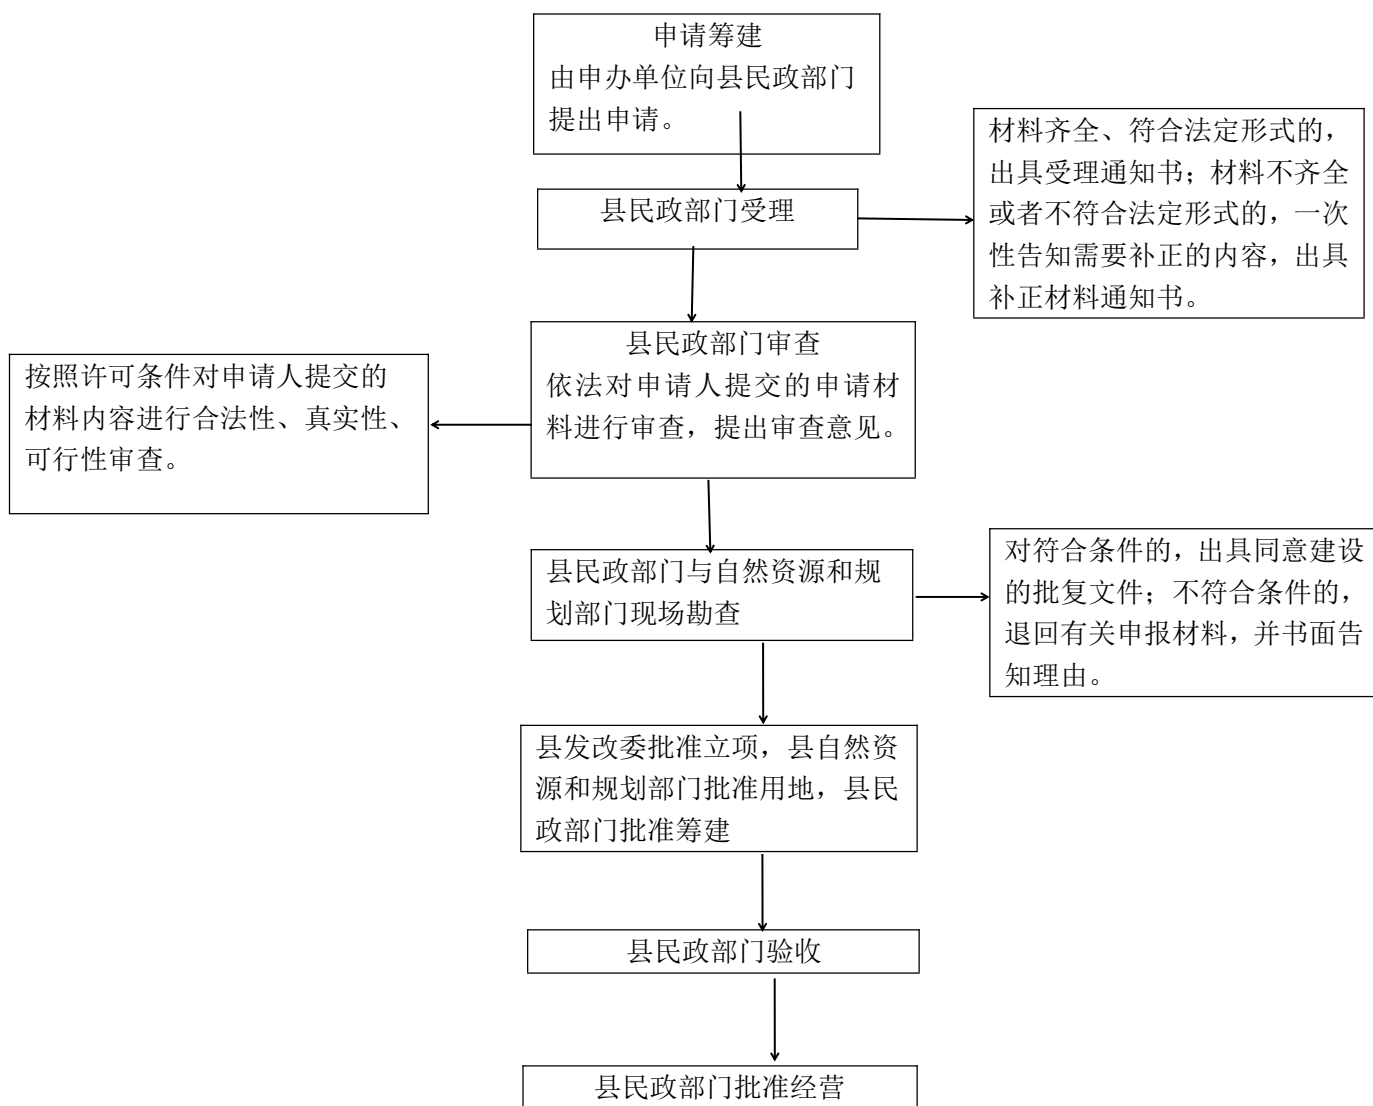 申请筹建
由申办单位向县民政部门
提出申请。
材料齐全、符合法定形式的，
出具受理通知书；材料不齐全
或者不符合法定形式的，一次
性告知需要补正的内容，出具
补正材料通知书。
县民政部门受理
县民政部门审查
依法对申请人提交的申请材
料进行审查，提出审查意见。
按照许可条件对申请人提交的
材料内容进行合法性、真实性、
可行性审查。
县民政部门与自然资源和规
划部门现场勘查
对符合条件的，出具同意建设
的批复文件；不符合条件的，
退回有关申报材料，并书面告
知理由。
县发改委批准立项，县自然资
源和规划部门批准用地，县民
政部门批准筹建
县民政部门验收
县民政部门批准经营